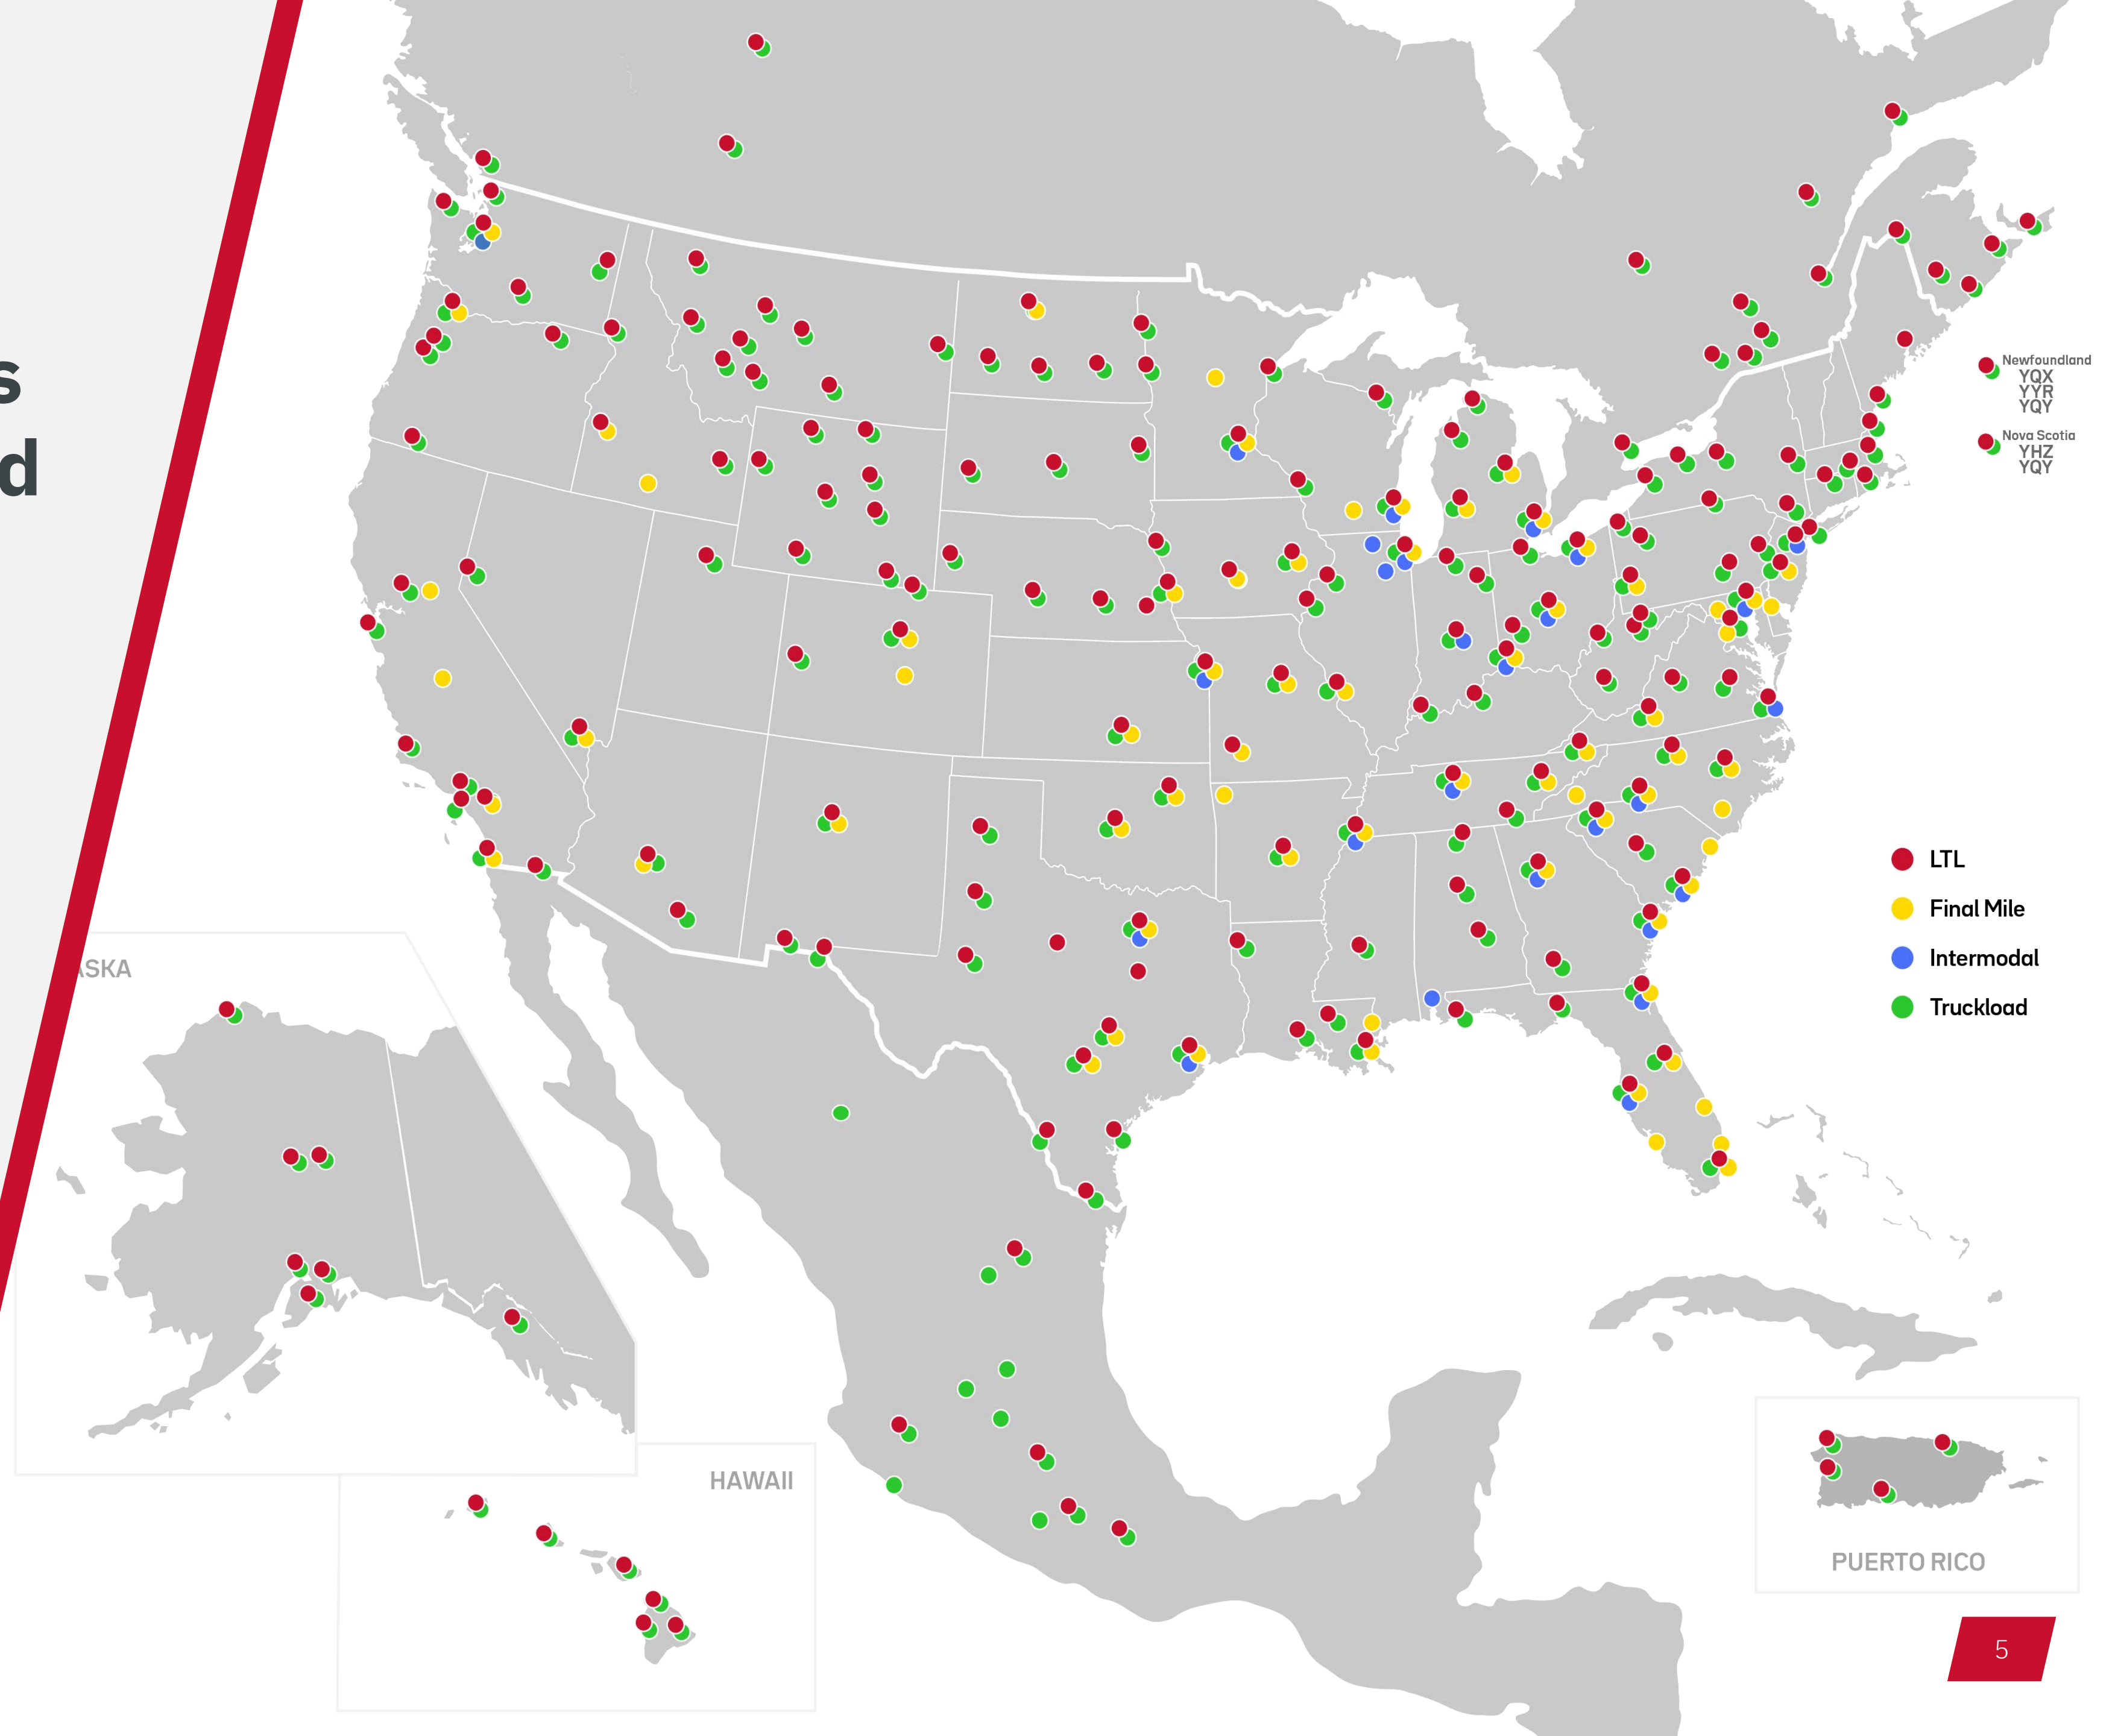 s
d
Newfoundland
YQX
YYR
YQY
Nova Scotia
YHZ
YQY
LTL
Final Mile
Intermodal
Truckload
ASKA
HAWAII
PUERTO RICO
5